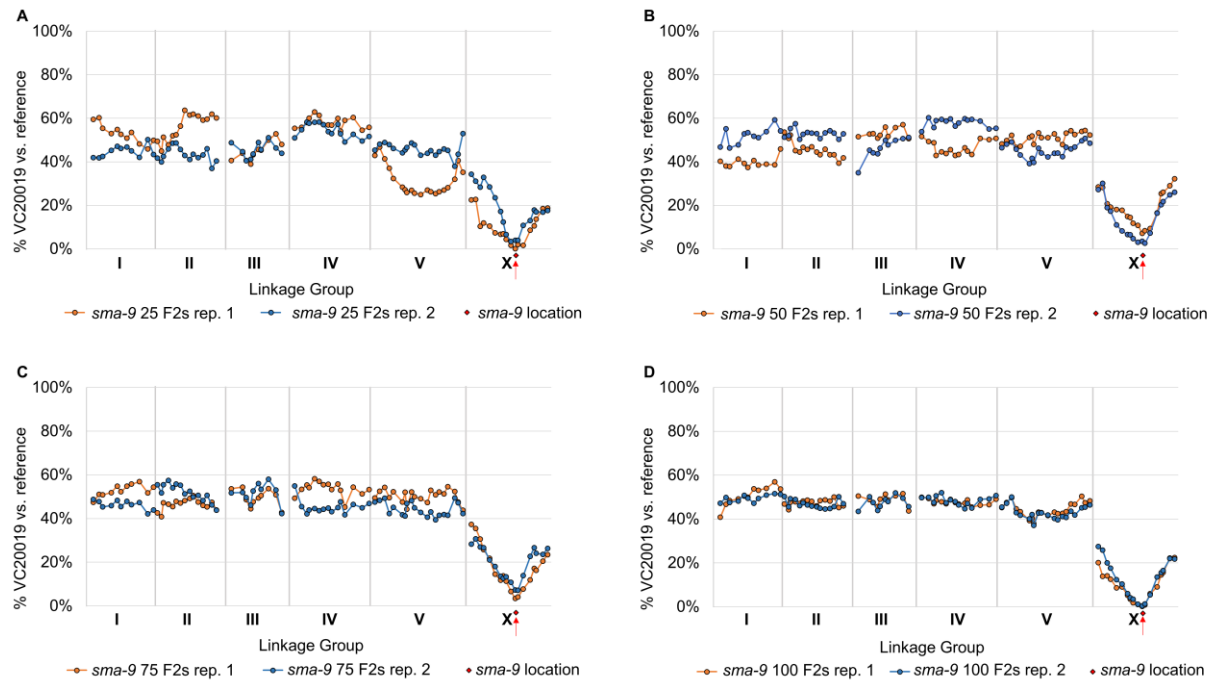 A
% VC20019 vs. reference
100%
80%
60%
40%
20%
0%
I II III IV V X
Linkage Group
sma-9 25 F2s rep. 1 sma-9 25 F2s rep. 2 sma-9 location
B
% VC20019 vs. reference
100%
80%
60%
40%
20%
0%
I II III IV V X
Linkage Group
sma-9 50 F2s rep. 1 sma-9 50 F2s rep. 2 sma-9 location
C
% VC20019 vs. reference
100%
80%
60%
40%
20%
0%
I II III IV V X
Linkage Group
sma-9 75 F2s rep. 1 sma-9 75 F2s rep. 2 sma-9 location
D
% VC20019 vs. reference
100%
80%
60%
40%
20%
0%
I II III IV V X
Linkage Group
sma-9 100 F2s rep. 1 sma-9 100 F2s rep. 2 sma-9 location